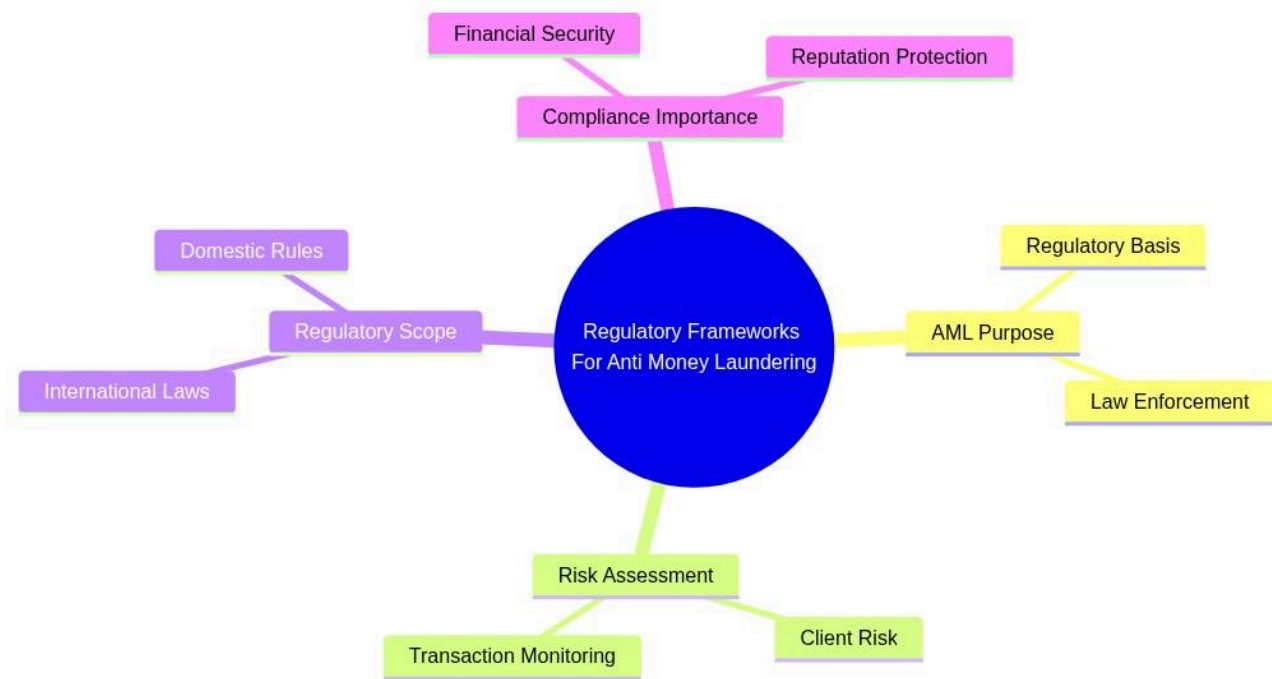 Financial Security
Reputation Protection
Compliance Importance
Domestic Rules
Regulatory Basis
Regulatory Scope
Regulatory Frameworks
For Anti Money Laundering
AML Purpose
International Laws
Law Enforcement
Risk Assessment
Client Risk
Transaction Monitoring